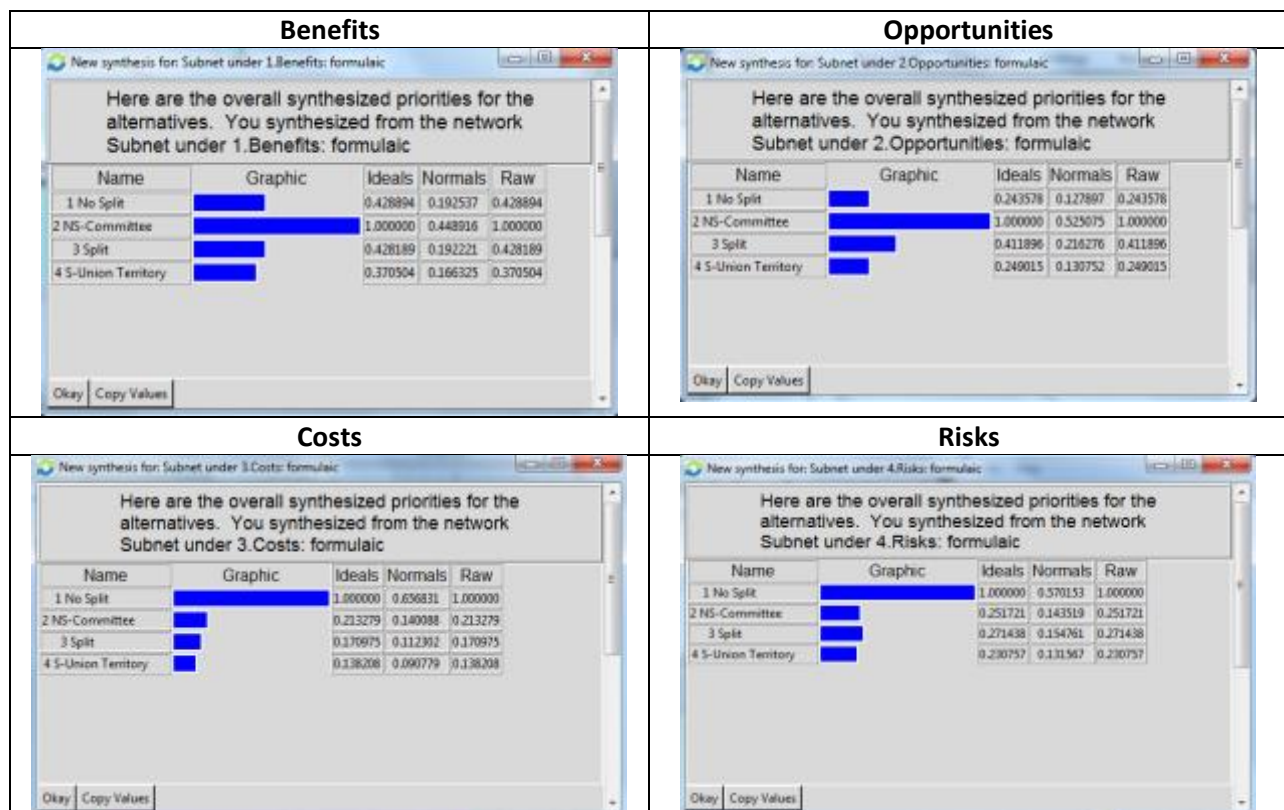 Benefits
New synthesis for: Subnet under 1.Benefits: formulaic
Here are the overall synthesized priorities for the
alternatives. You synthesized from the network
Subnet under 1.Benefits: formulaic
Name Graphic Ideals Normals Raw
1 No Split 0.428894 0.192537 0.428894
2 NS-Committee 1.000000 0.448916 1.000000
3 Split 0.428189 0.192221 0.428189
4 S-Union Territory 0.370504 0.166325 0.370504
Okay Copy Values
Opportunities
New synthesis for: Subnet under 2.Opportunities: formulaic
Here are the overall synthesized priorities for the
alternatives. You synthesized from the network
Subnet under 2.Opportunities: formulaic
Name Graphic Ideals Normals Raw
1 No Split 0.243578 0.127897 0.243578
2 NS-Committee 1.000000 0.525075 1.000000
3 Split 0.411896 0.216276 0.411896
4 S-Union Territory 0.249015 0.130752 0.249015
Okay Copy Values
Costs
New synthesis for: Subnet under 3.Costs: formulaic
Here are the overall synthesized priorities for the
alternatives. You synthesized from the network
Subnet under 3.Costs: formulaic
Name Graphic Ideals Normals Raw
1 No Split 1.000000 0.656831 1.000000
2 NS-Committee 0.213279 0.140088 0.213279
3 Split 0.170975 0.112302 0.170975
4 S-Union Territory 0.138208 0.090779 0.138208
Okay Copy Values
Risks
New synthesis for: Subnet under 4.Risks: formulaic
Here are the overall synthesized priorities for the
alternatives. You synthesized from the network
Subnet under 4.Risks: formulaic
Name Graphic Ideals Normals Raw
1 No Split 1.000000 0.570153 1.000000
2 NS-Committee 0.251721 0.143519 0.251721
3 Split 0.271438 0.154761 0.271438
4 S-Union Territory 0.230757 0.131567 0.230757
Okay Copy Values